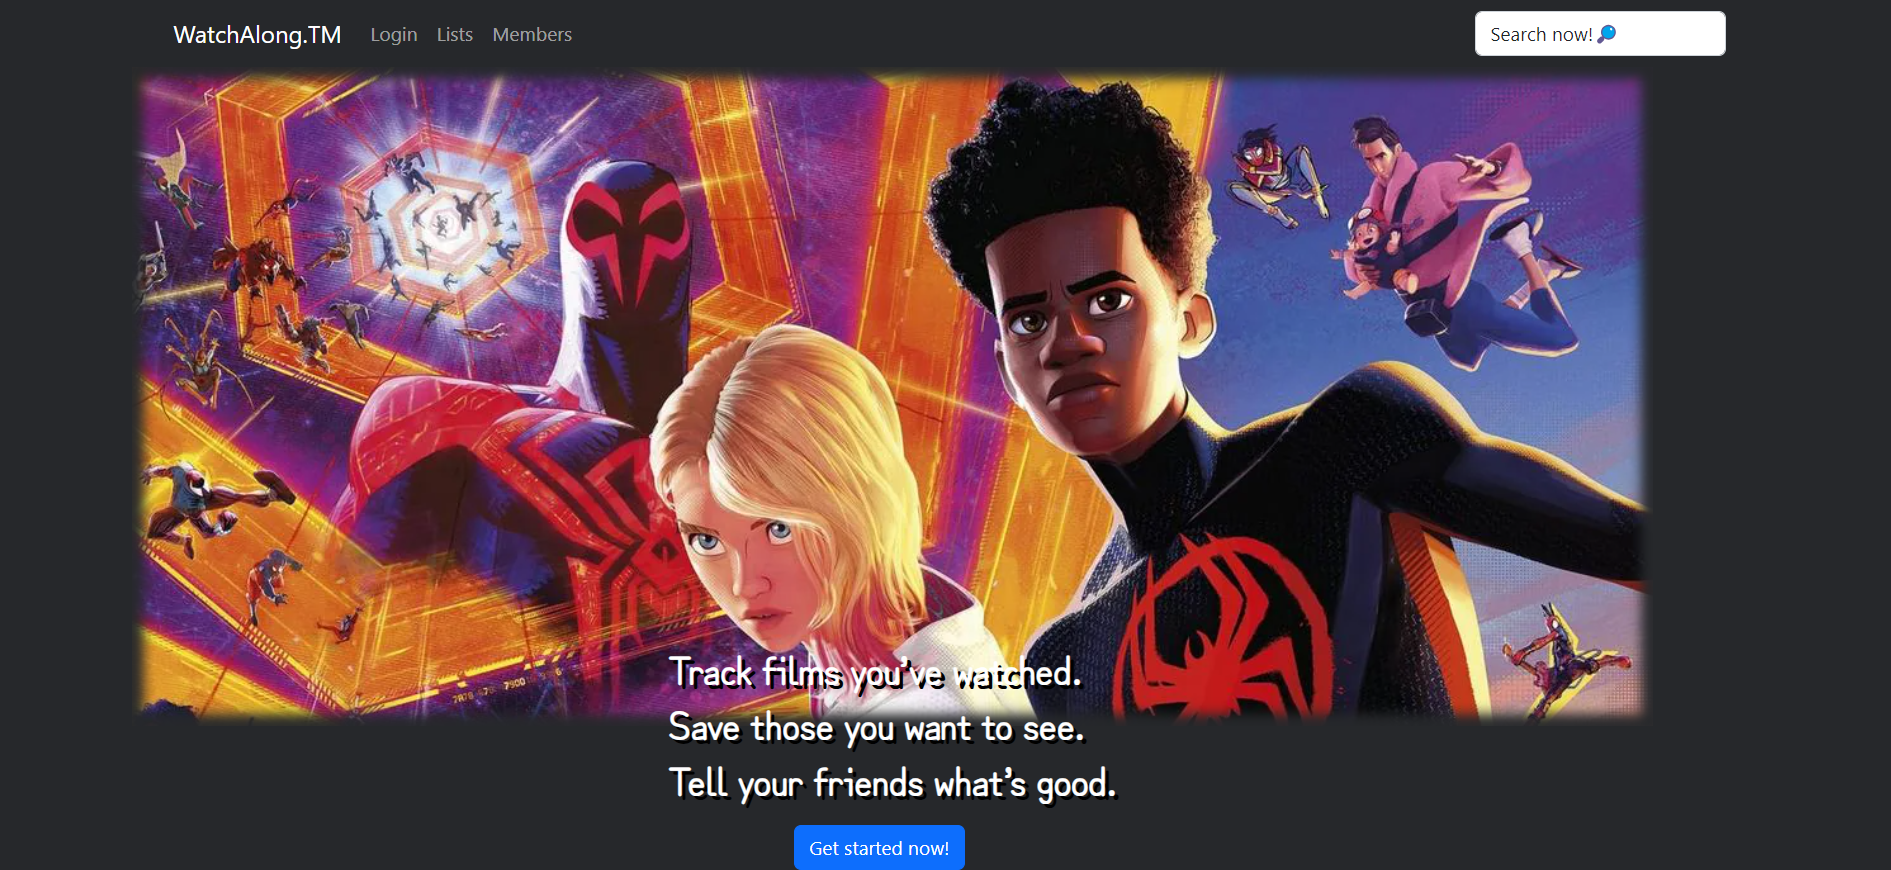 WatchAlong.TM Login Lists Members Search now!🔎
Track films you've watched.
Save those you want to see.
Tell your friends what's good.
Get started now!